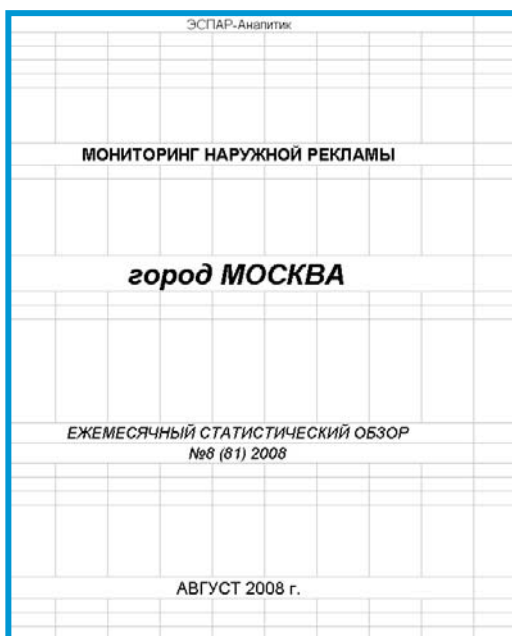 ЭСПАР-Аналитик
МОНИТОРИНГ НАРУЖНОЙ РЕКЛАМЫ
город МОСКВА
ЕЖЕМЕСЯЧНЫЙ СТАТИСТИЧЕСКИЙ ОБЗОР
№8 (81) 2008
АВГУСТ 2008 г.